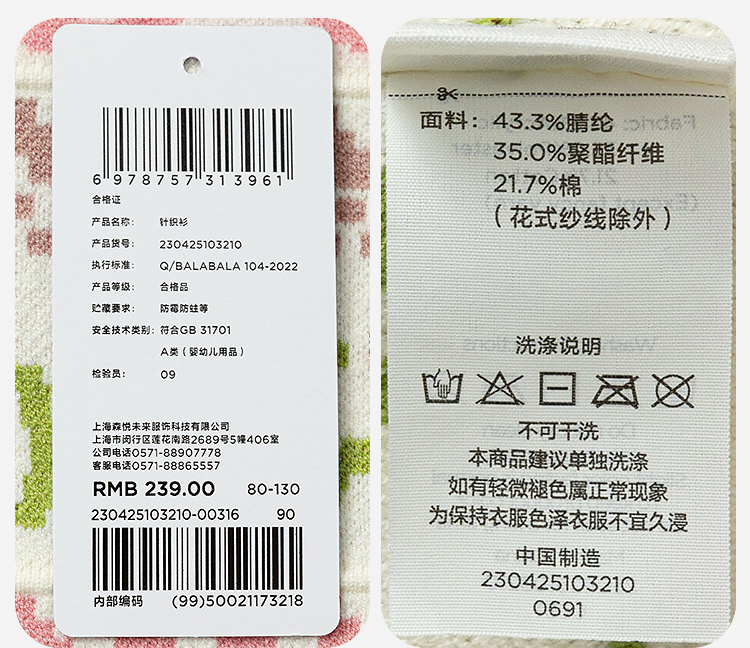 6 978757 313961
合格证
产品名称: 针织衫
产品货号: 230425103210
执行标准: Q/BALABALA 104-2022
产品等级: 合格品
贮藏要求: 防霉防蛀等
安全技术类别: 符合GB 31701
A类（婴幼儿用品）
检验员: 09
上海森悦未来服饰科技有限公司
上海市闵行区莲花南路2689号5幢406室
公司电话0571-88907778
客服电话0571-88865557
RMB 239.00 80-130
230425103210-00316 90
内部编码 (99)50021173218
面料: 43.3%腈纶
35.0%聚酯纤维
21.7%棉
（花式纱线除外）
洗涤说明
不可干洗
本商品建议单独洗涤
如有轻微褪色属正常现象
为保持衣服色泽衣服不宜久浸
中国制造
230425103210
0691